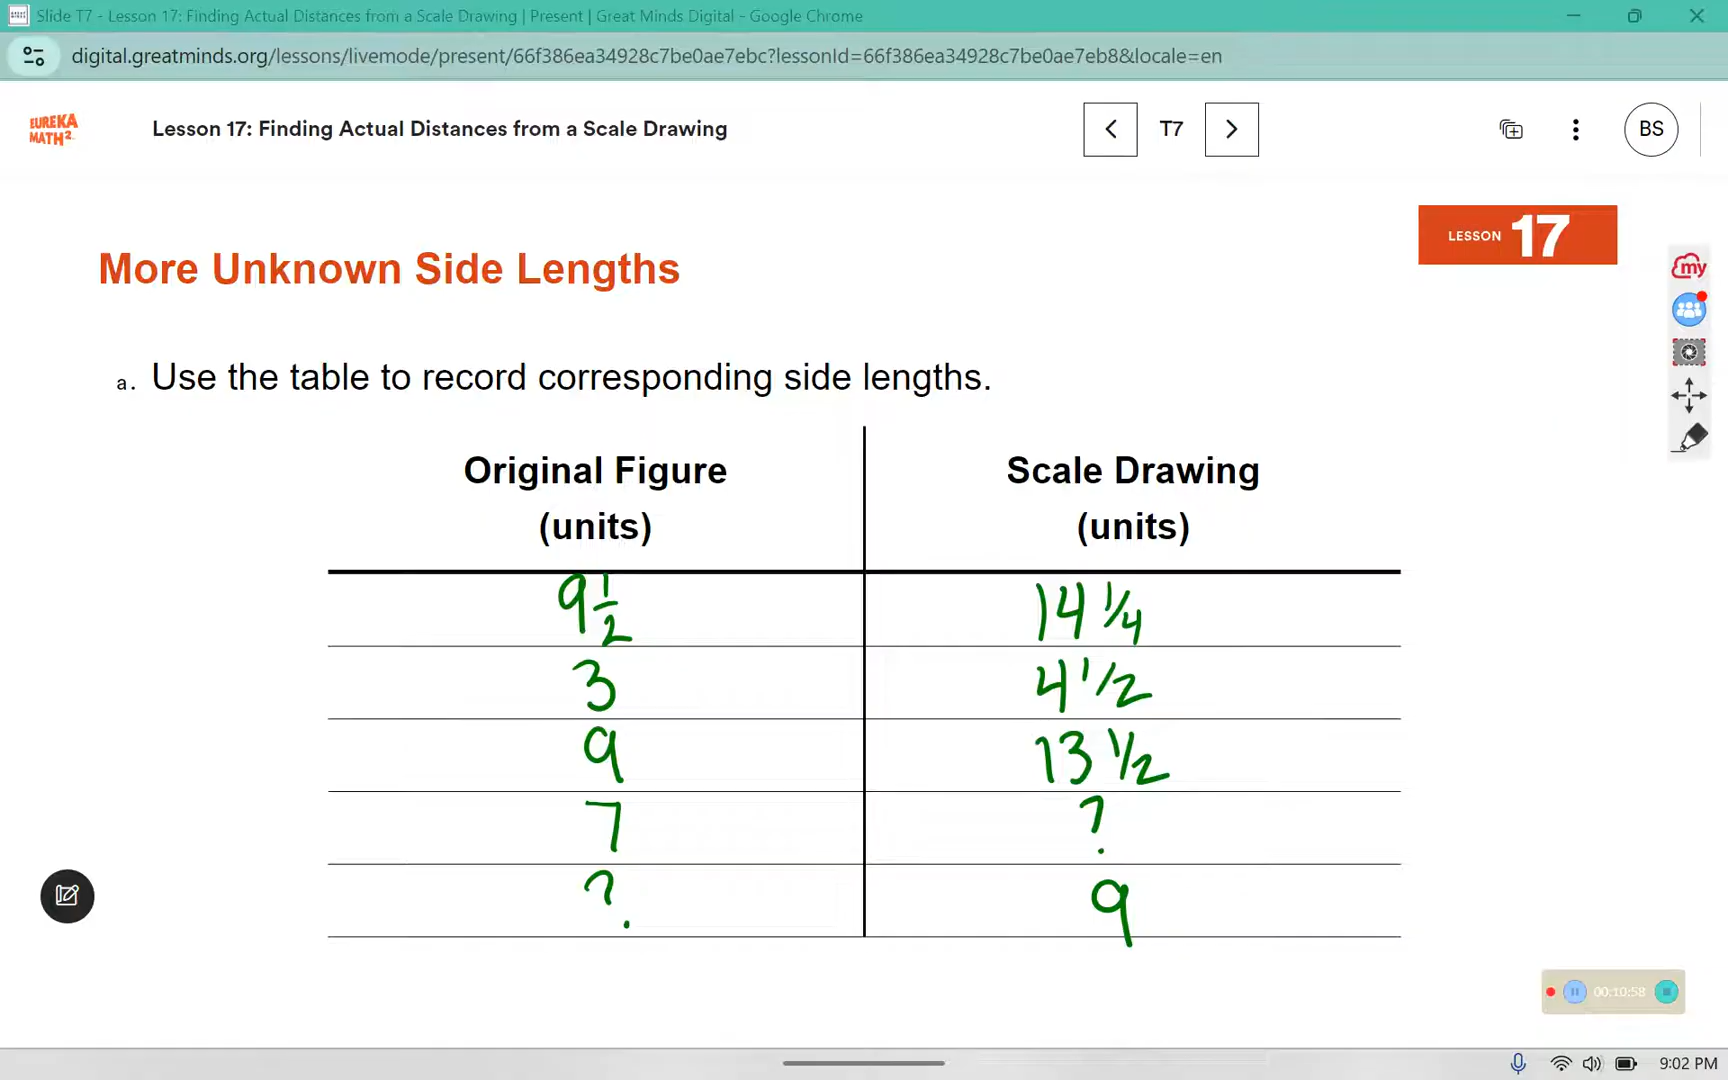 Slide T7 - Lesson 17: Finding Actual Distances from a Scale Drawing | Present | Great Minds Digital - Google Chrome
digital.greatminds.org/lessons/livemode/present/66f386ea34928c7be0ae7ebc?lessonId=66f386ea34928c7be0ae7eb8&locale=en
EUREKA
MATH²
Lesson 17: Finding Actual Distances from a Scale Drawing
T7
BS
LESSON 17
my
More Unknown Side Lengths
a. Use the table to record corresponding side lengths.
Original Figure
(units)
Scale Drawing
(units)
9 1/2 14 1/4
3 4 1/2
9 13 1/2
7 ?
? 9
00:10:58
9:02 PM